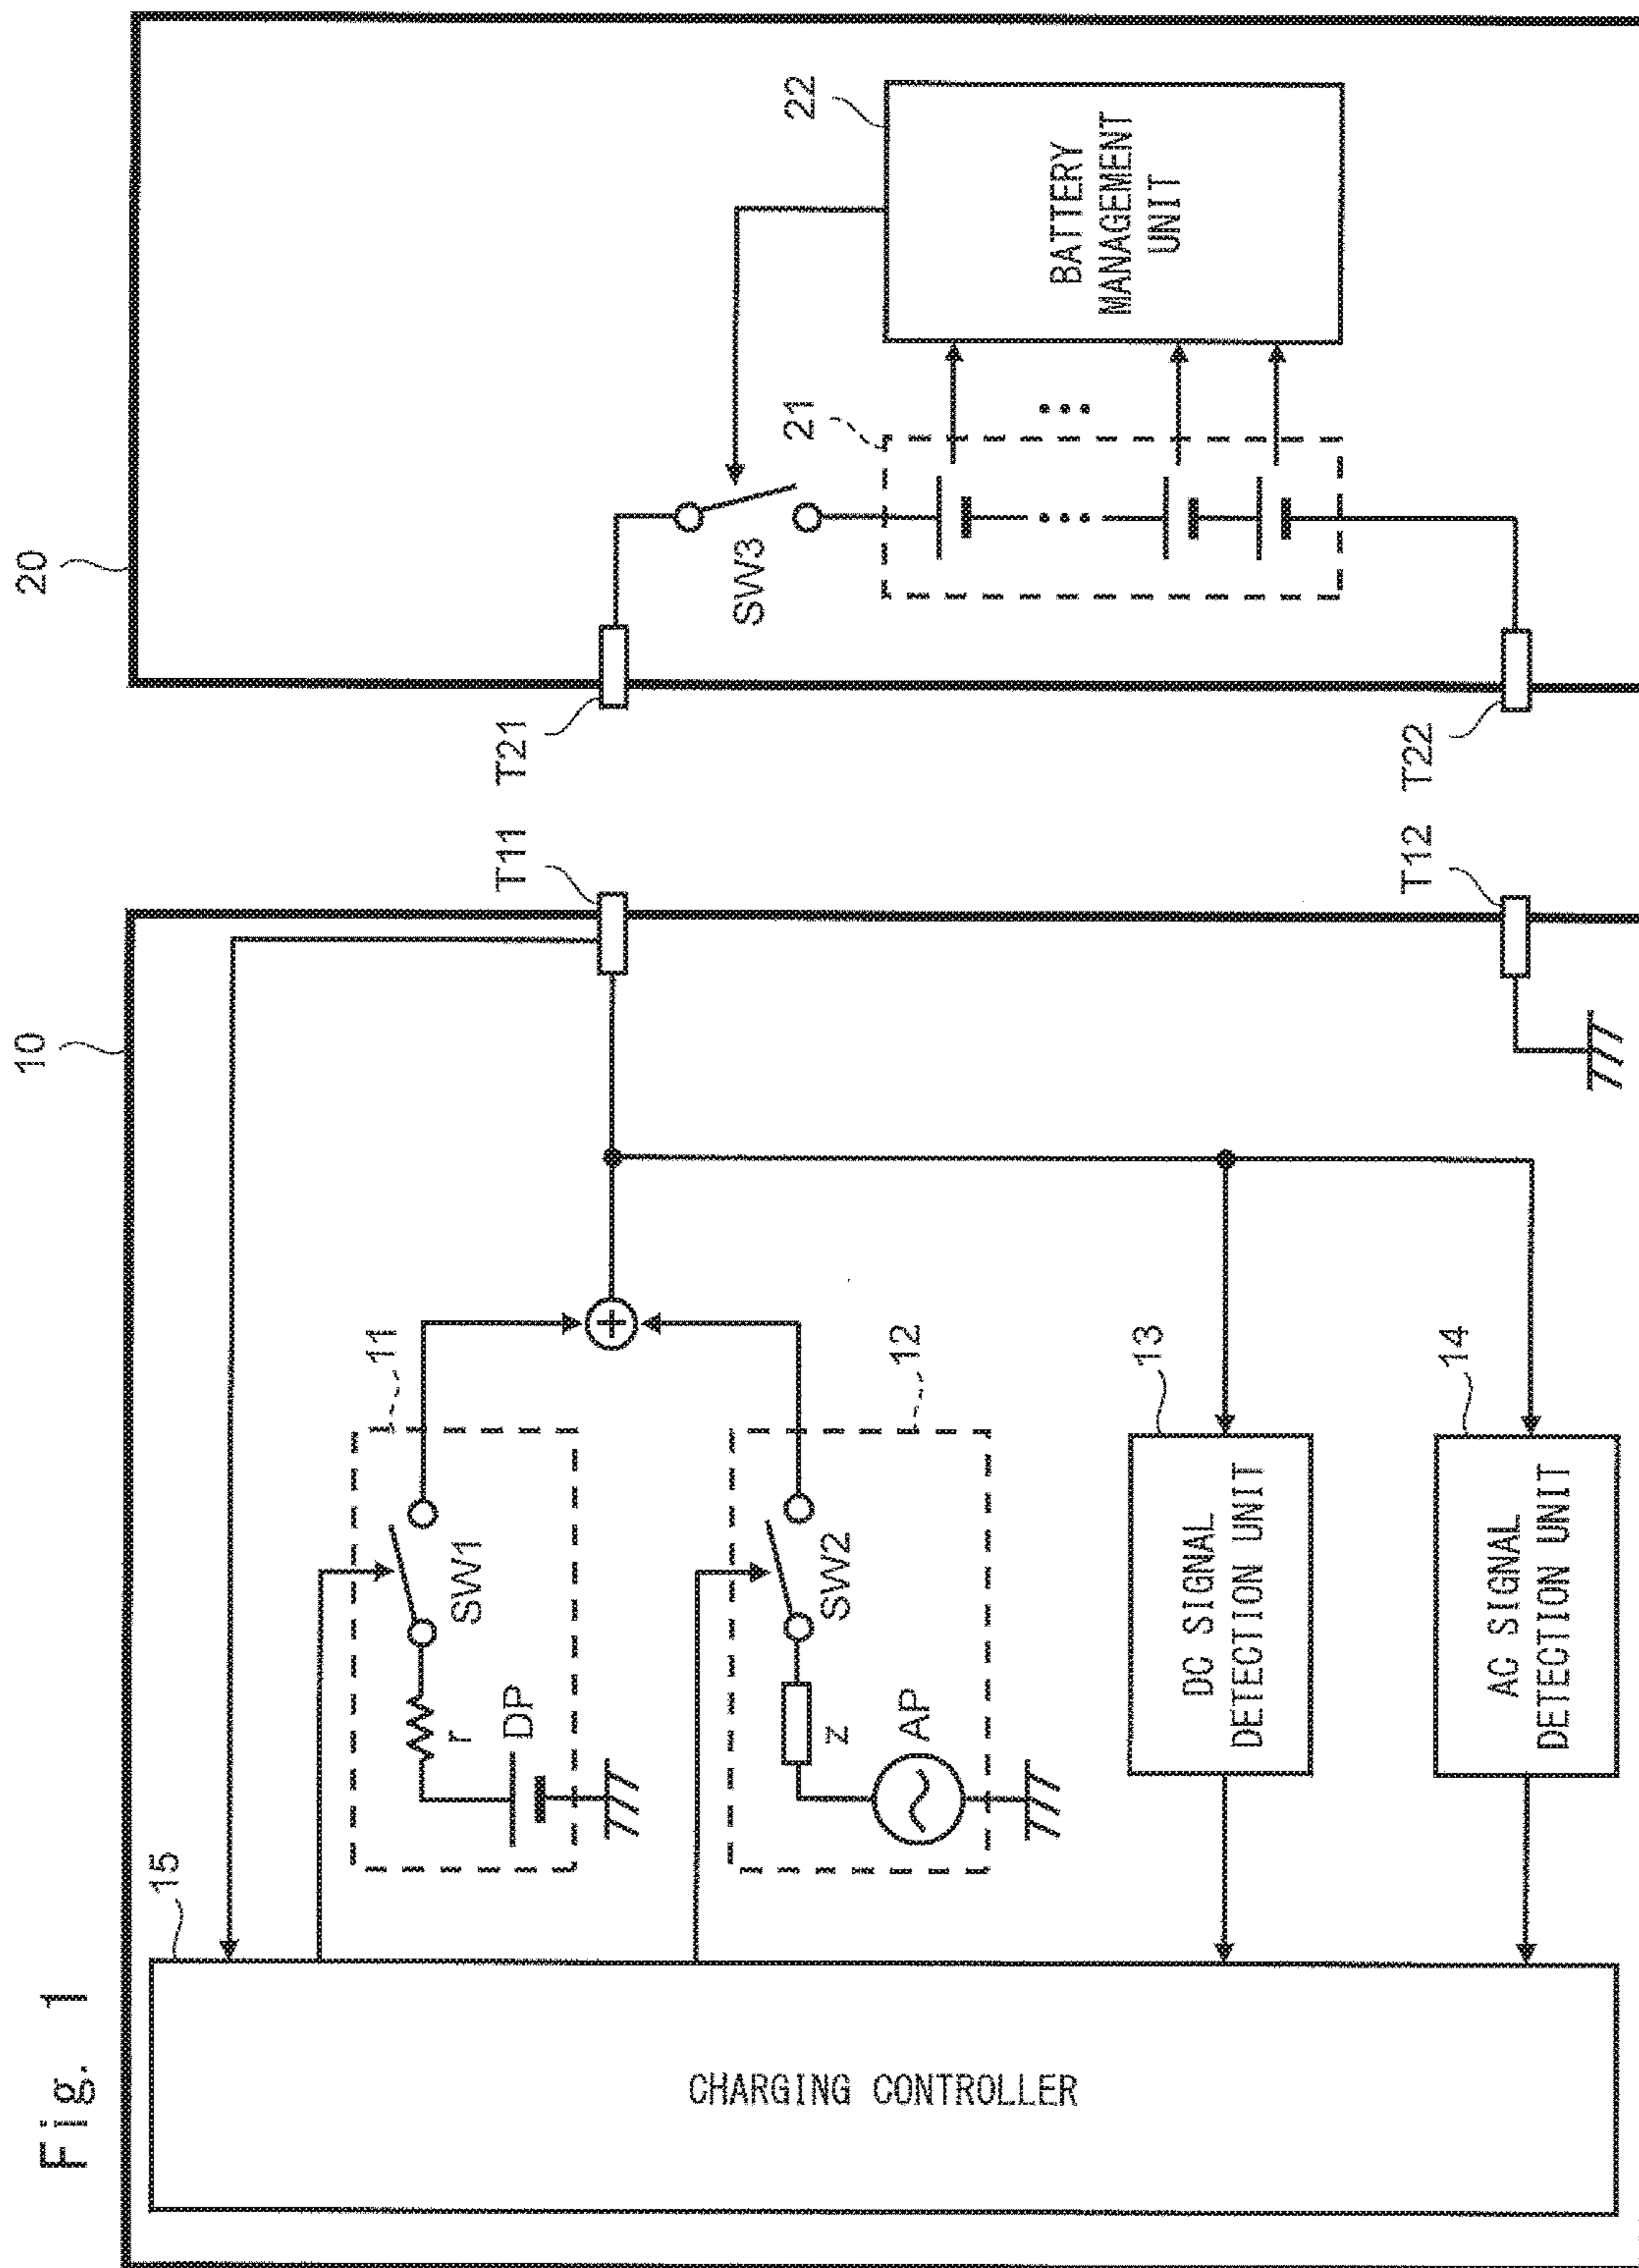 Fig. 1
10
20
15
CHARGING CONTROLLER
11
SW1
r
DP
T11
T21
SW3
21
22
BATTERY
MANAGEMENT
UNIT
12
SW2
z
AP
13
DC SIGNAL
DETECTION UNIT
14
AC SIGNAL
DETECTION UNIT
T12
T22